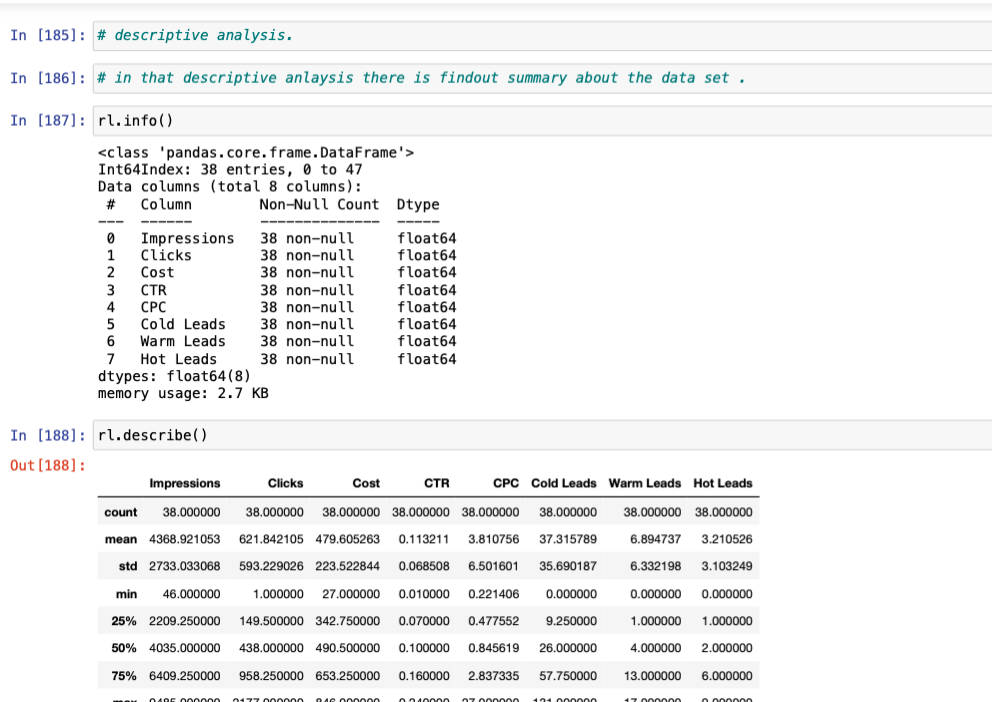 In [185]: # descriptive analysis.
In [186]: # in that descriptive anlaysis there is findout summary about the data set .
In [187]: rl.info()
<class 'pandas.core.frame.DataFrame'>
Int64Index: 38 entries, 0 to 47
Data columns (total 8 columns):
# Column Non-Null Count Dtype
--- ------ -------------- -----
0 Impressions 38 non-null float64
1 Clicks 38 non-null float64
2 Cost 38 non-null float64
3 CTR 38 non-null float64
4 CPC 38 non-null float64
5 Cold Leads 38 non-null float64
6 Warm Leads 38 non-null float64
7 Hot Leads 38 non-null float64
dtypes: float64(8)
memory usage: 2.7 KB
In [188]: rl.describe()
Out[188]:
Impressions Clicks Cost CTR CPC Cold Leads Warm Leads Hot Leads
count 38.000000 38.000000 38.000000 38.000000 38.000000 38.000000 38.000000 38.000000
mean 4368.921053 621.842105 479.605263 0.113211 3.810756 37.315789 6.894737 3.210526
std 2733.033068 593.229026 223.522844 0.068508 6.501601 35.690187 6.332198 3.103249
min 46.000000 1.000000 27.000000 0.010000 0.221406 0.000000 0.000000 0.000000
25% 2209.250000 149.500000 342.750000 0.070000 0.477552 9.250000 1.000000 1.000000
50% 4035.000000 438.000000 490.500000 0.100000 0.845619 26.000000 4.000000 2.000000
75% 6409.250000 958.250000 653.250000 0.160000 2.837335 57.750000 13.000000 6.000000
max